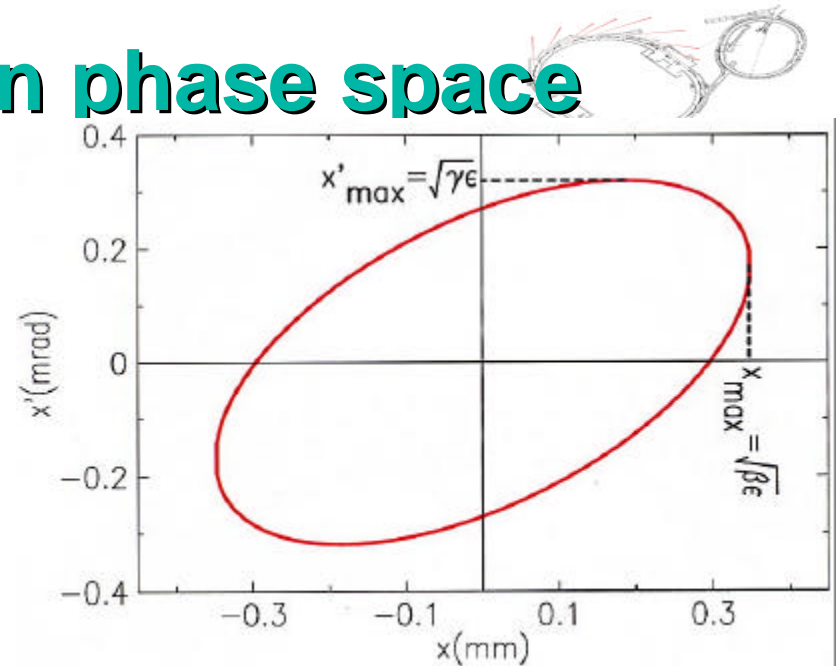 n phase space
0.4
x'max=√γε
0.2
0
−0.2
−0.4
x'(mrad)
xmax=√βε
−0.3
−0.1
0.1
0.3
x(mm)